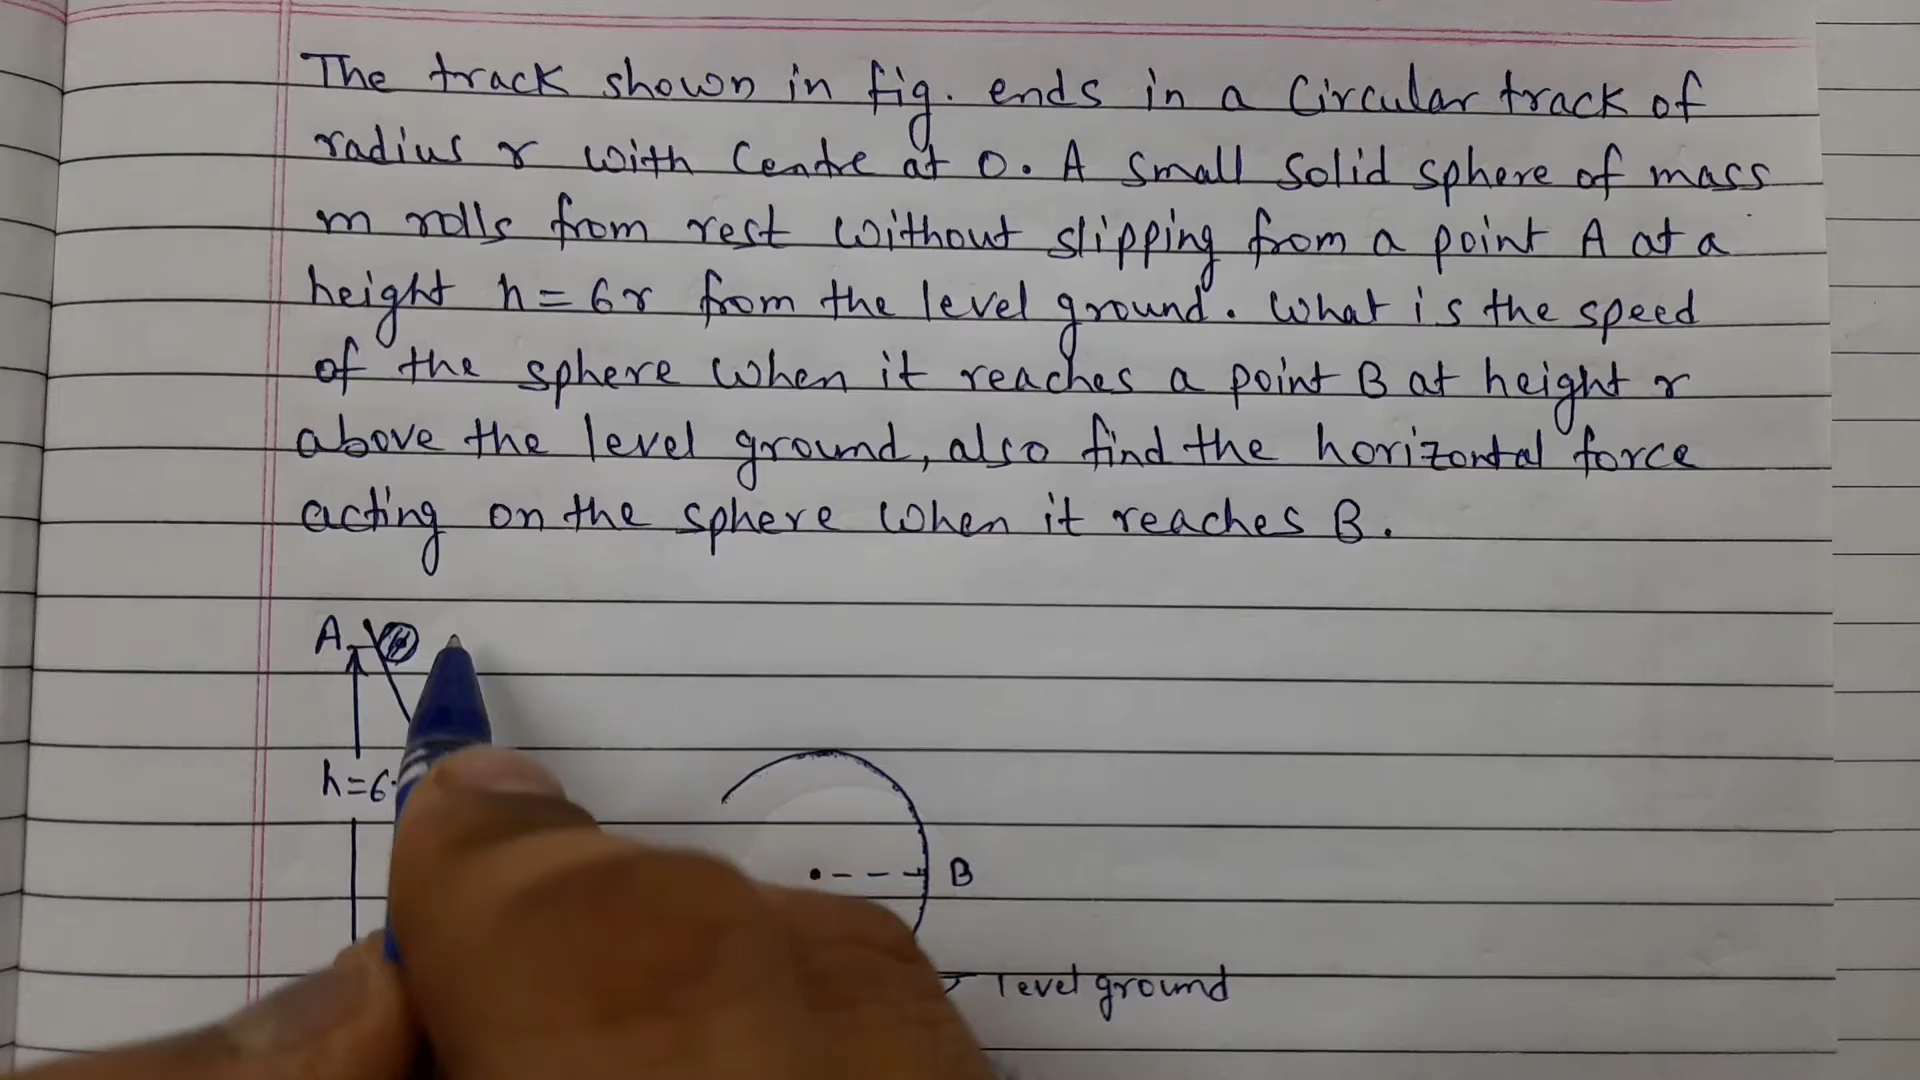 The track shown in fig. ends in a Circular track of
radius r with Centre at O. A small solid sphere of mass
m rolls from rest without slipping from a point A at a
height h = 6r from the level ground. What is the speed
of the sphere when it reaches a point B at height r
above the level ground, also find the horizontal force
acting on the sphere when it reaches B.
A
h=6
B
level ground